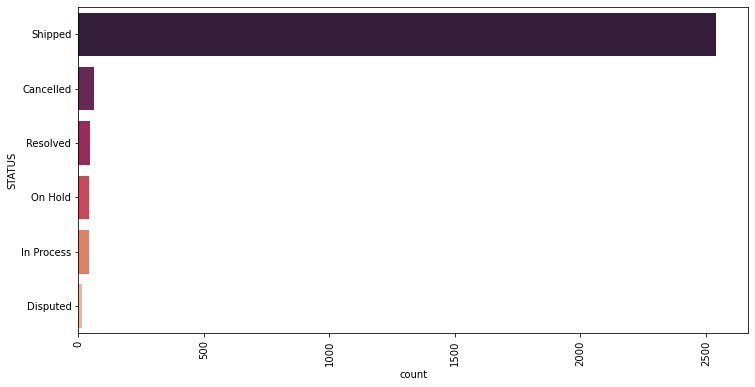 Shipped
Cancelled
Resolved
On Hold
In Process
Disputed
STATUS
0
500
1000
1500
2000
2500
count